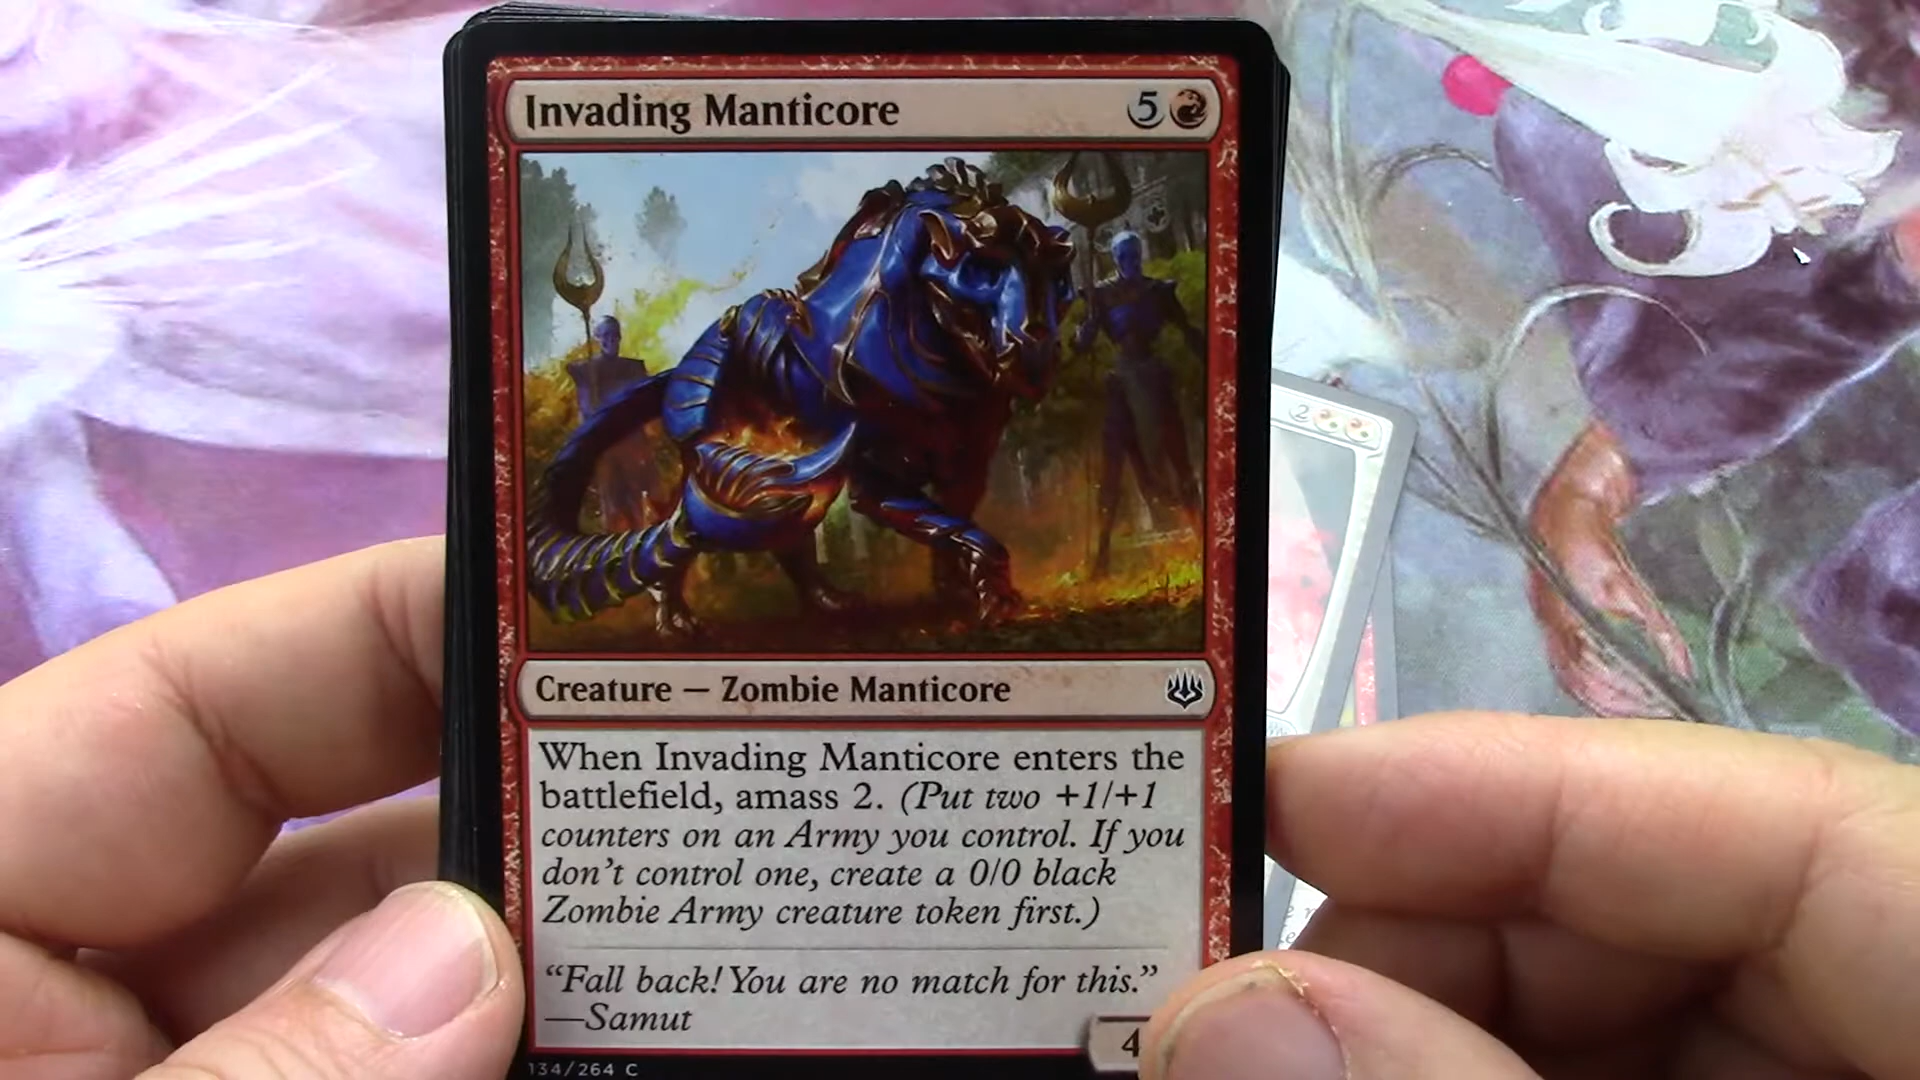 Invading Manticore 5
Creature — Zombie Manticore
When Invading Manticore enters the
battlefield, amass 2. (Put two +1/+1
counters on an Army you control. If you
don't control one, create a 0/0 black
Zombie Army creature token first.)
“Fall back! You are no match for this.”
—Samut
4
134/264 C
2